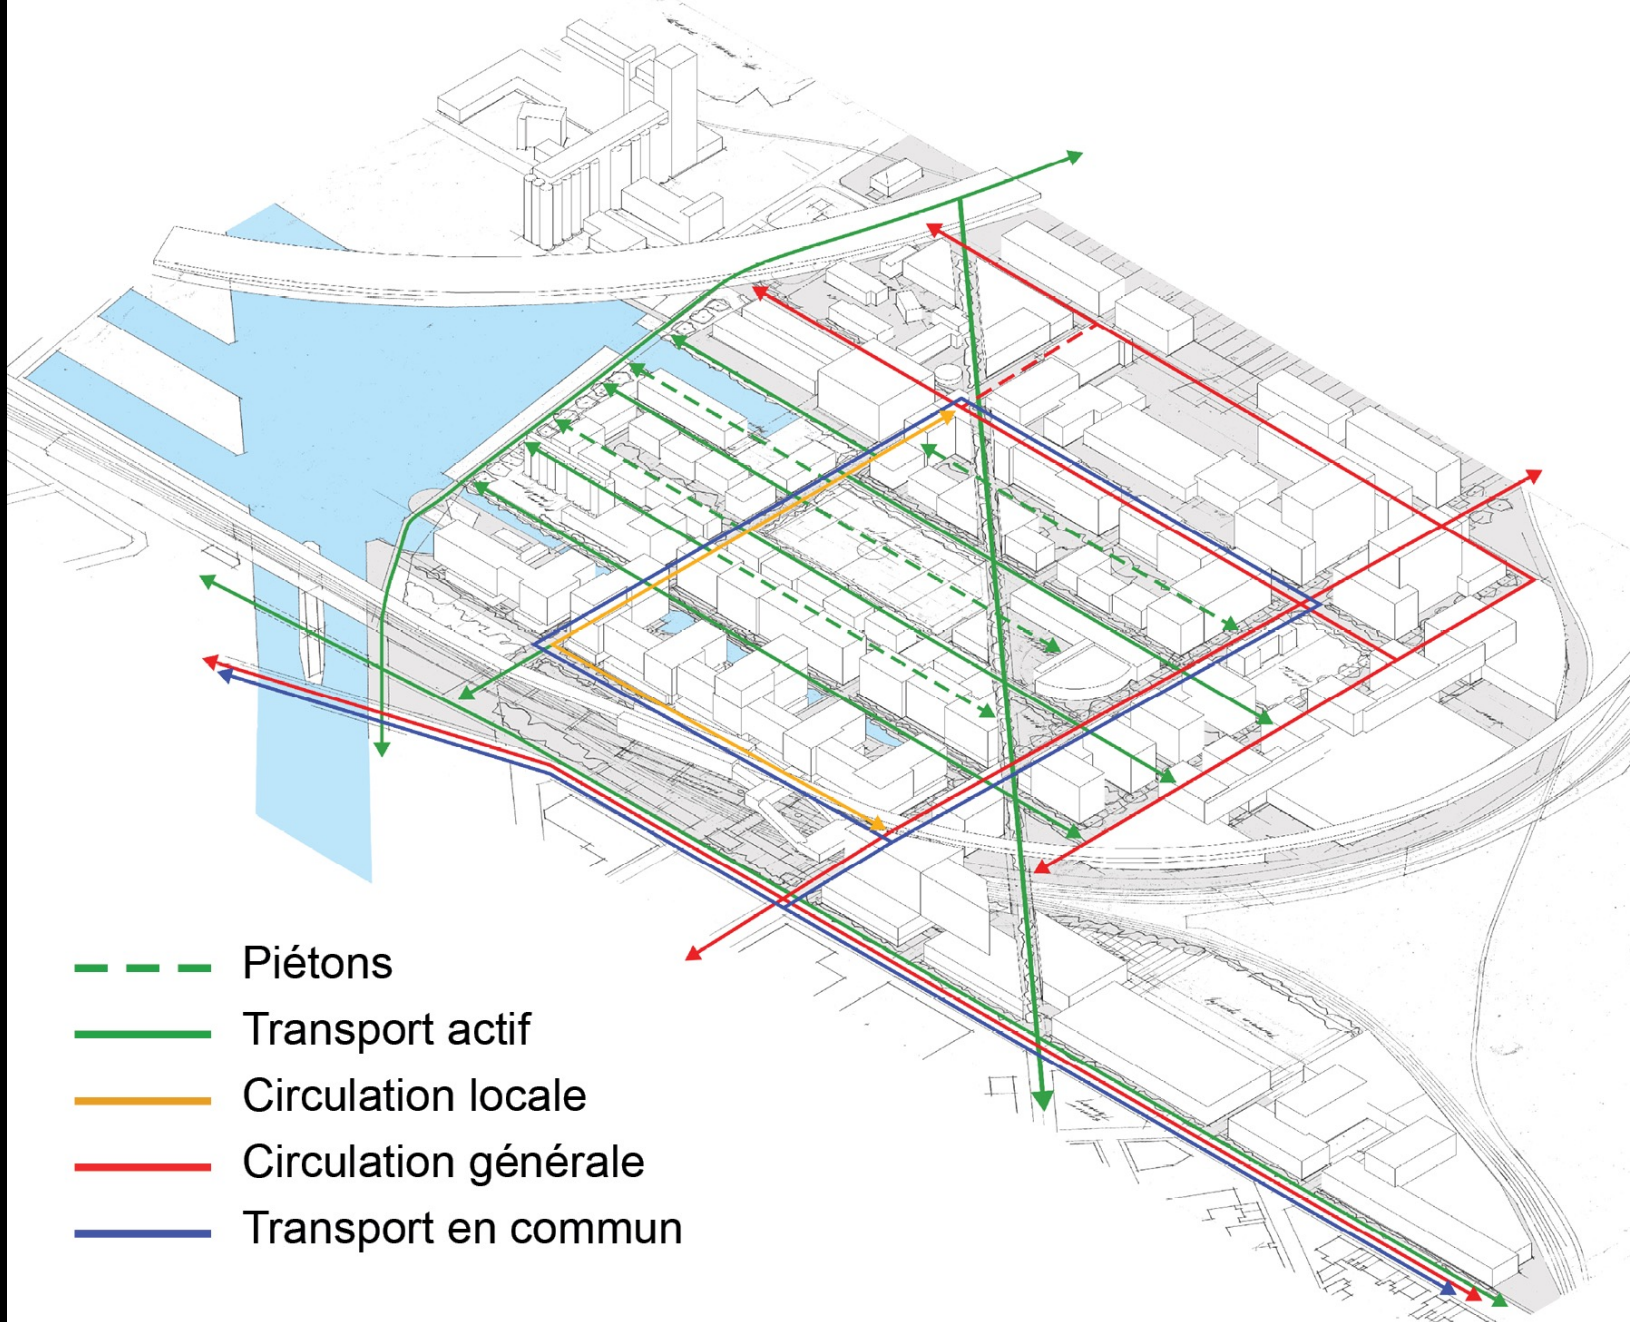 Piétons
Transport actif
Circulation locale
Circulation générale
Transport en commun